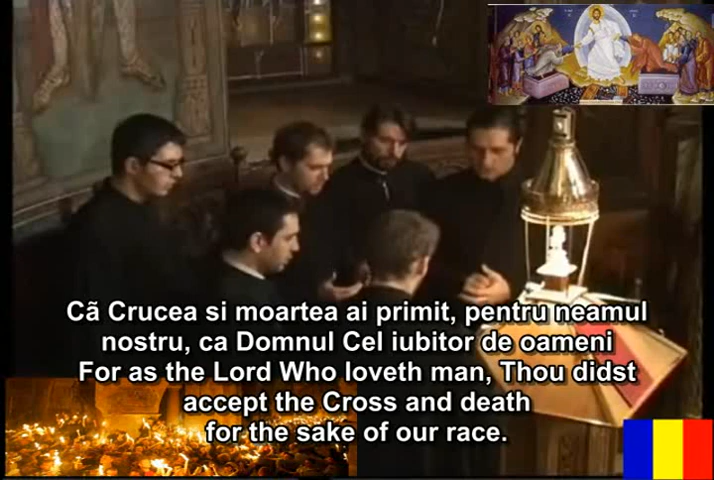 Cã Crucea si moartea ai primit, pentru neamul
nostru, ca Domnul Cel iubitor de oameni
For as the Lord Who loveth man, Thou didst
accept the Cross and death
for the sake of our race.